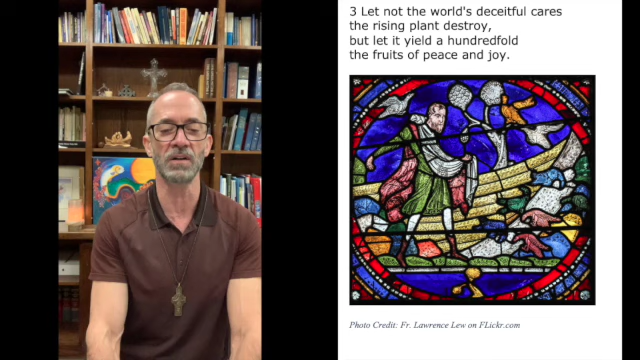 3 Let not the world's deceitful cares
the rising plant destroy,
but let it yield a hundredfold
the fruits of peace and joy.
Photo Credit: Fr. Lawrence Lew on FLickr.com